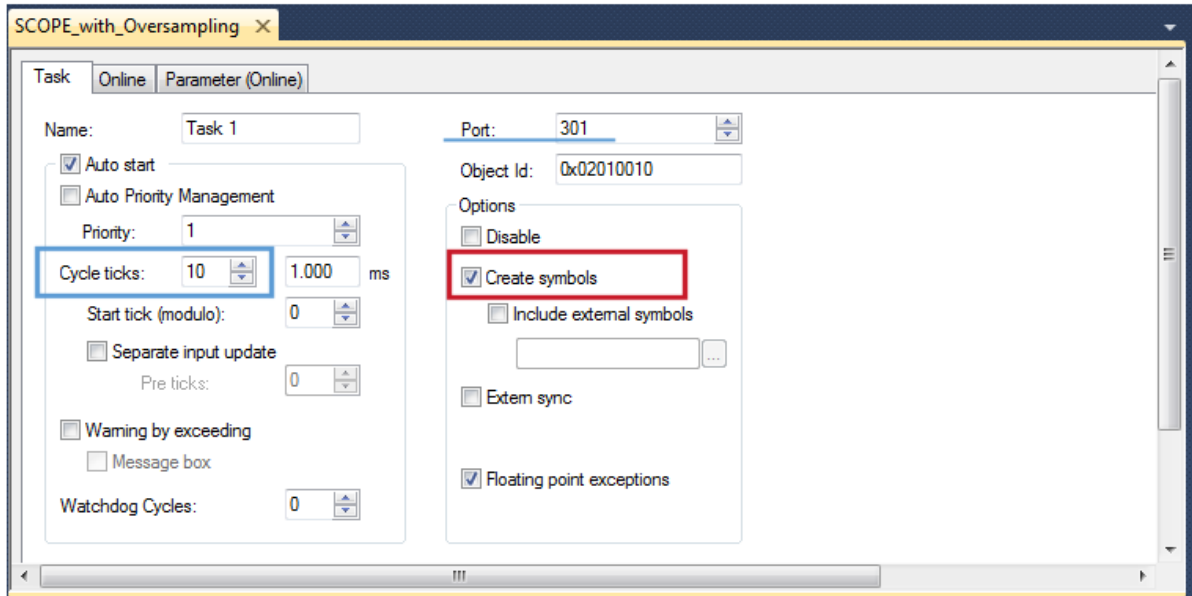 SCOPE_with_Oversampling
Task Online Parameter (Online)
Name: Task 1
Auto start
Auto Priority Management
Priority: 1
Cycle ticks: 10 1.000 ms
Start tick (modulo): 0
Separate input update
Pre ticks: 0
Warning by exceeding
Message box
Watchdog Cycles: 0
Port: 301
Object Id: 0x02010010
Options
Disable
Create symbols
Include external symbols
...
Extern sync
Floating point exceptions